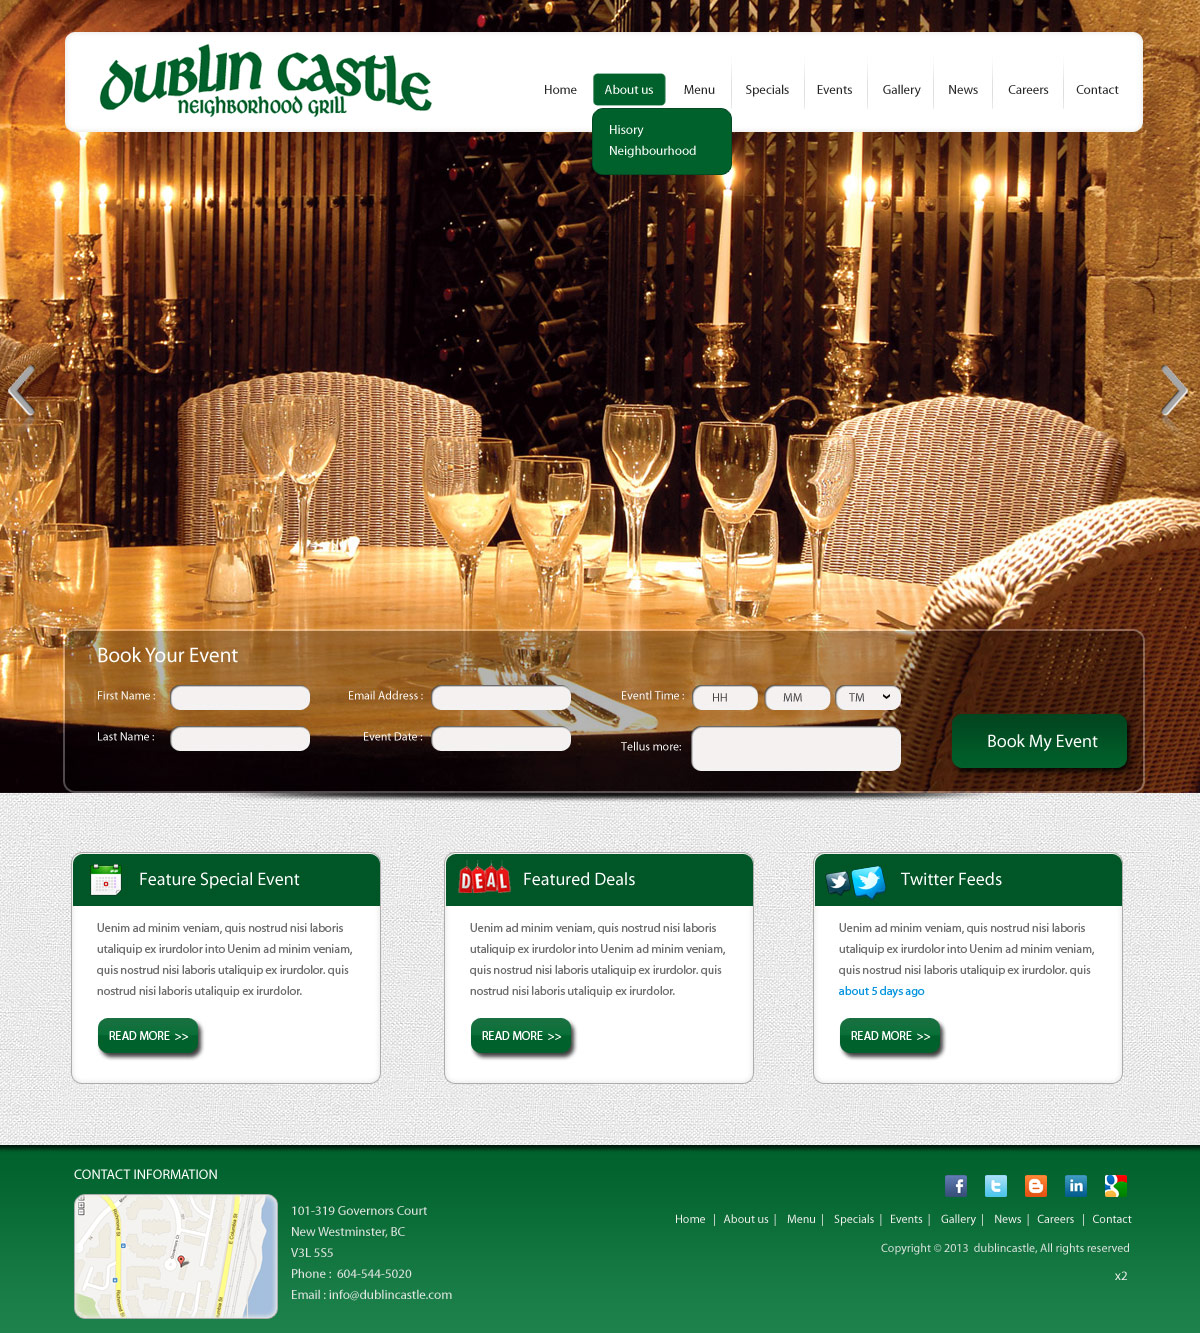 DUBLIN CASTLE
NEIGHBORHOOD GRILL
Home About us Menu Specials Events Gallery News Careers Contact
Hisory
Neighbourhood
Book Your Event
First Name : Email Address : Eventl Time : HH MM TM
Last Name : Event Date : Tellus more:
Book My Event
Feature Special Event
Uenim ad minim veniam, quis nostrud nisi laboris
utaliquip ex irurdolor into Uenim ad minim veniam,
quis nostrud nisi laboris utaliquip ex irurdolor. quis
nostrud nisi laboris utaliquip ex irurdolor.
READ MORE >>
DEAL Featured Deals
Uenim ad minim veniam, quis nostrud nisi laboris
utaliquip ex irurdolor into Uenim ad minim veniam,
quis nostrud nisi laboris utaliquip ex irurdolor. quis
nostrud nisi laboris utaliquip ex irurdolor.
READ MORE >>
Twitter Feeds
Uenim ad minim veniam, quis nostrud nisi laboris
utaliquip ex irurdolor into Uenim ad minim veniam,
quis nostrud nisi laboris utaliquip ex irurdolor. quis
about 5 days ago
READ MORE >>
CONTACT INFORMATION
101-319 Governors Court
New Westminster, BC
V3L 5S5
Phone : 604-544-5020
Email : info@dublincastle.com
Home | About us | Menu | Specials | Events | Gallery | News | Careers | Contact
Copyright © 2013 dublincastle, All rights reserved
x2